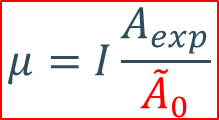 μ = I A_exp / Ã_0